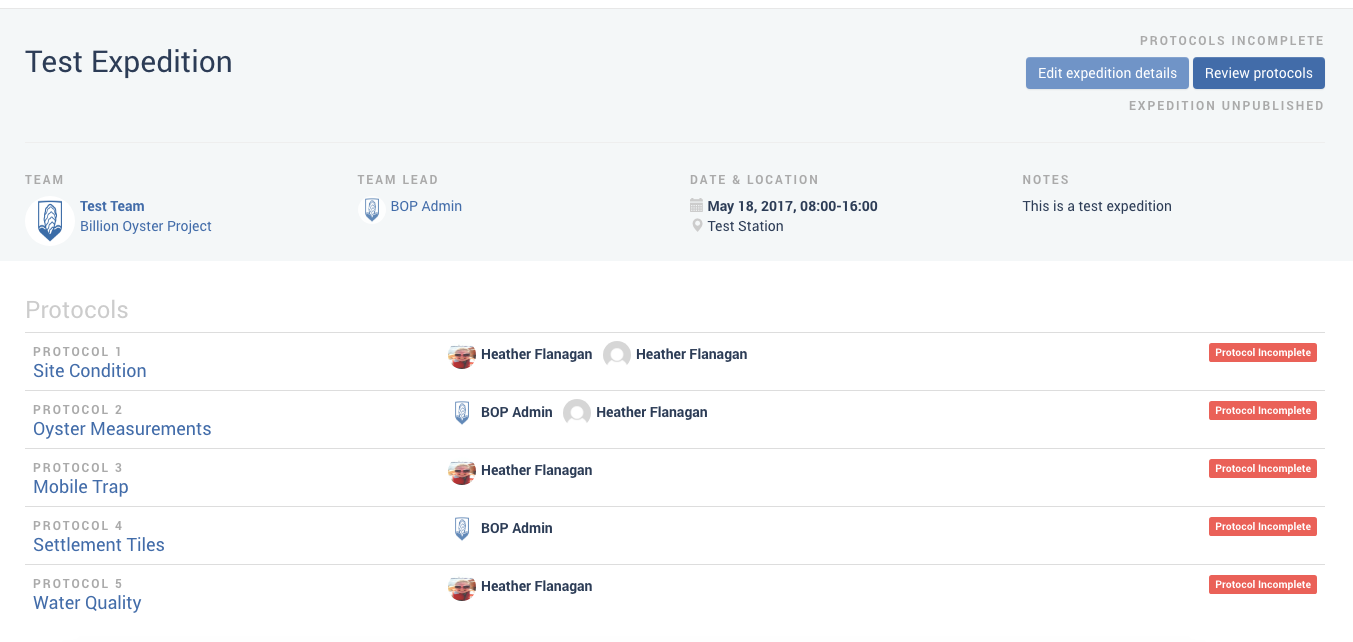 Test Expedition
PROTOCOLS INCOMPLETE
Edit expedition details
Review protocols
EXPEDITION UNPUBLISHED
TEAM
Test Team
Billion Oyster Project
TEAM LEAD
BOP Admin
DATE & LOCATION
May 18, 2017, 08:00-16:00
Test Station
NOTES
This is a test expedition
Protocols
PROTOCOL 1
Site Condition
Heather Flanagan Heather Flanagan
Protocol Incomplete
PROTOCOL 2
Oyster Measurements
BOP Admin Heather Flanagan
Protocol Incomplete
PROTOCOL 3
Mobile Trap
Heather Flanagan
Protocol Incomplete
PROTOCOL 4
Settlement Tiles
BOP Admin
Protocol Incomplete
PROTOCOL 5
Water Quality
Heather Flanagan
Protocol Incomplete